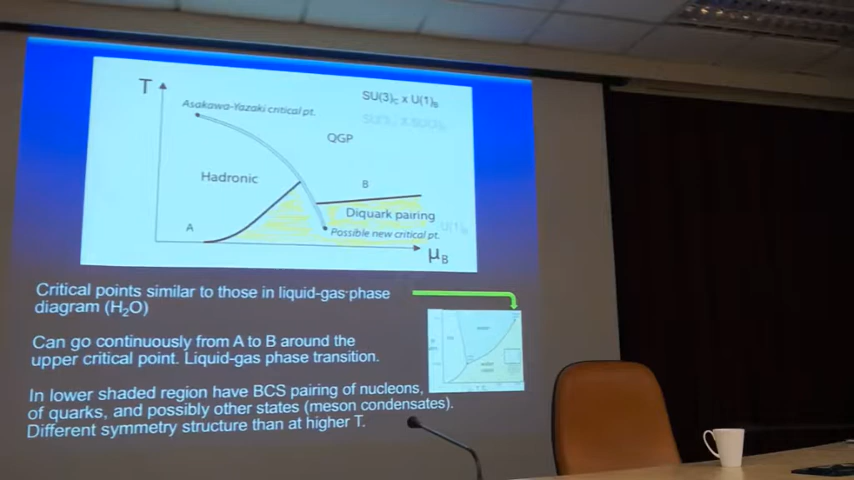 T
Asakawa-Yazaki critical pt.
SU(3)C x U(1)B
QGP
Hadronic
B
Diquark pairing
A
Possible new critical pt.
μB
Critical points similar to those in liquid-gas phase
diagram (H2O)
Can go continuously from A to B around the
upper critical point. Liquid-gas phase transition.
In lower shaded region have BCS pairing of nucleons,
of quarks, and possibly other states (meson condensates).
Different symmetry structure than at higher T.